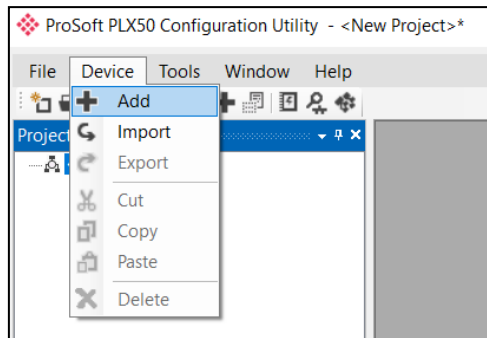 ProSoft PLX50 Configuration Utility - <New Project>*
File Device Tools Window Help
Add
Project
Import
Export
Cut
Copy
Paste
Delete